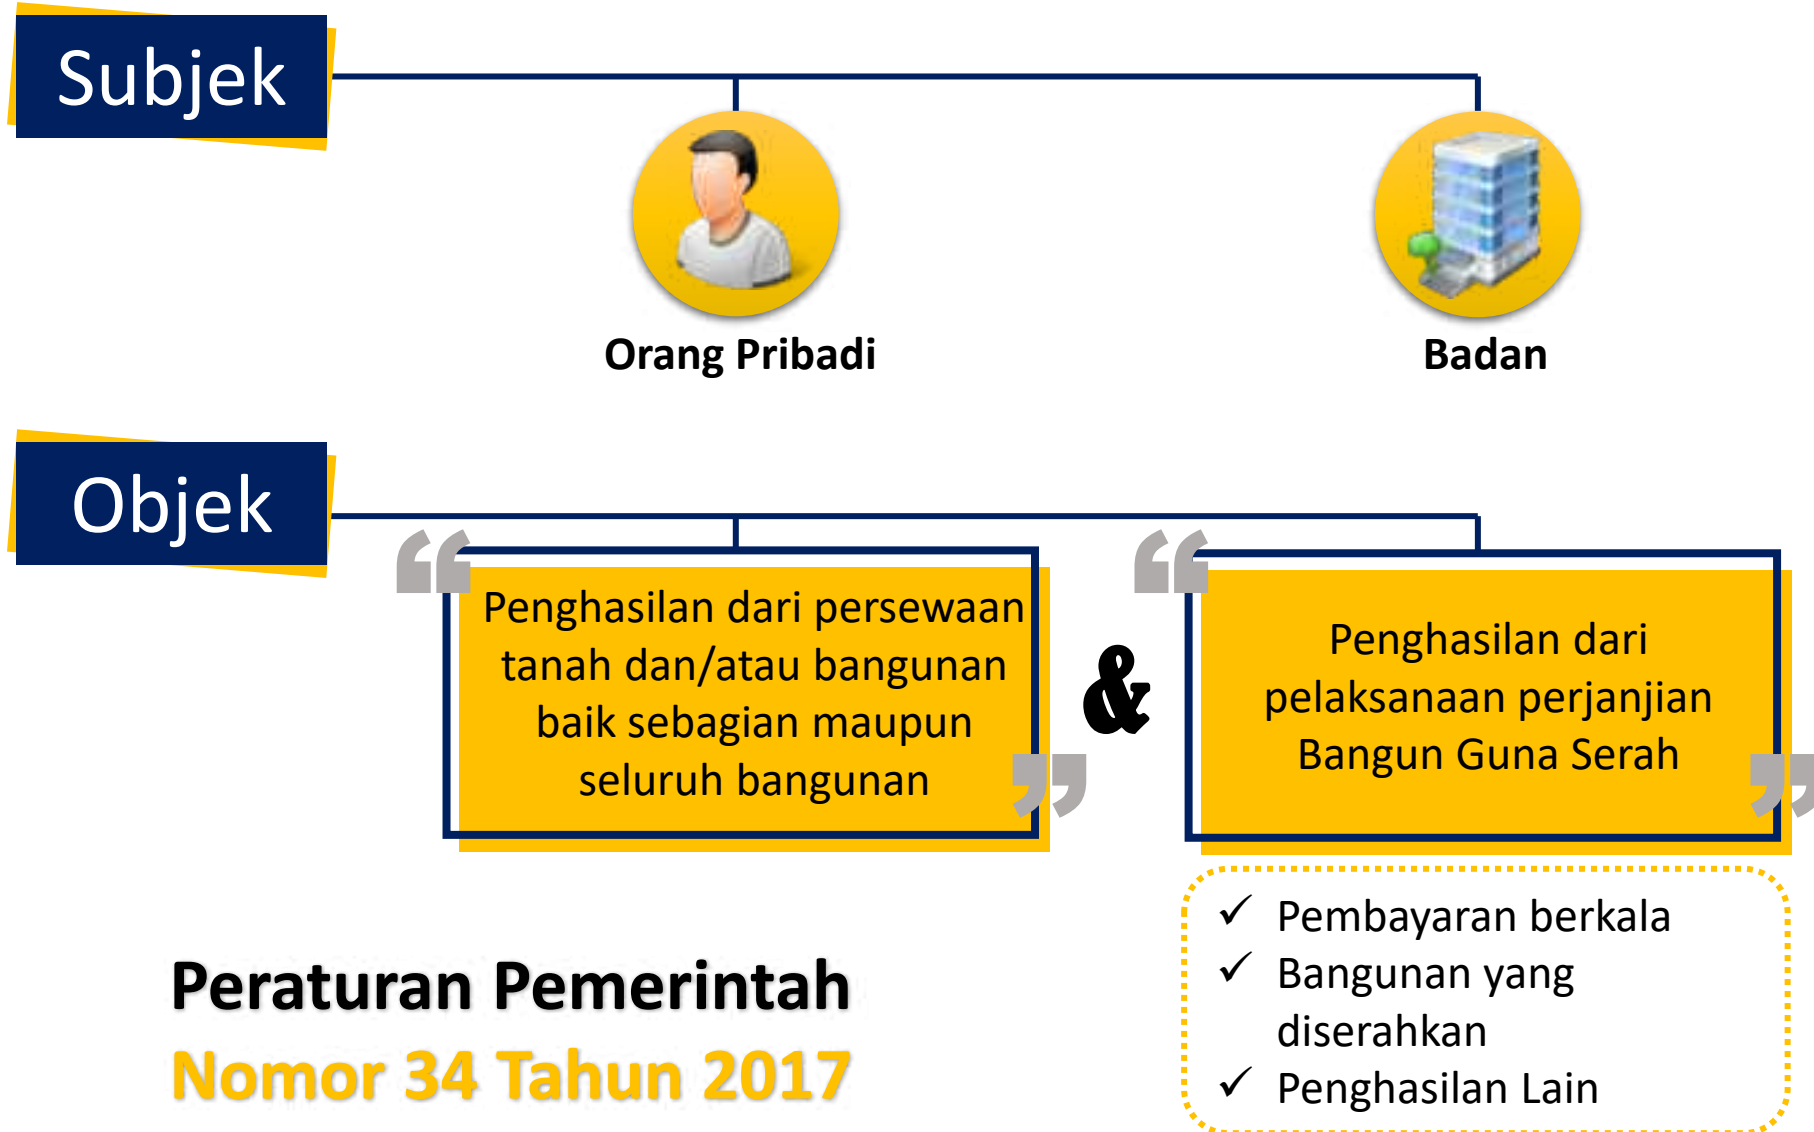 Subjek
Orang Pribadi
Badan
Objek
“
Penghasilan dari persewaan
tanah dan/atau bangunan
baik sebagian maupun
seluruh bangunan
”
&
“
Penghasilan dari
pelaksanaan perjanjian
Bangun Guna Serah
”
✓ Pembayaran berkala
✓ Bangunan yang
diserahkan
✓ Penghasilan Lain
Peraturan Pemerintah
Nomor 34 Tahun 2017